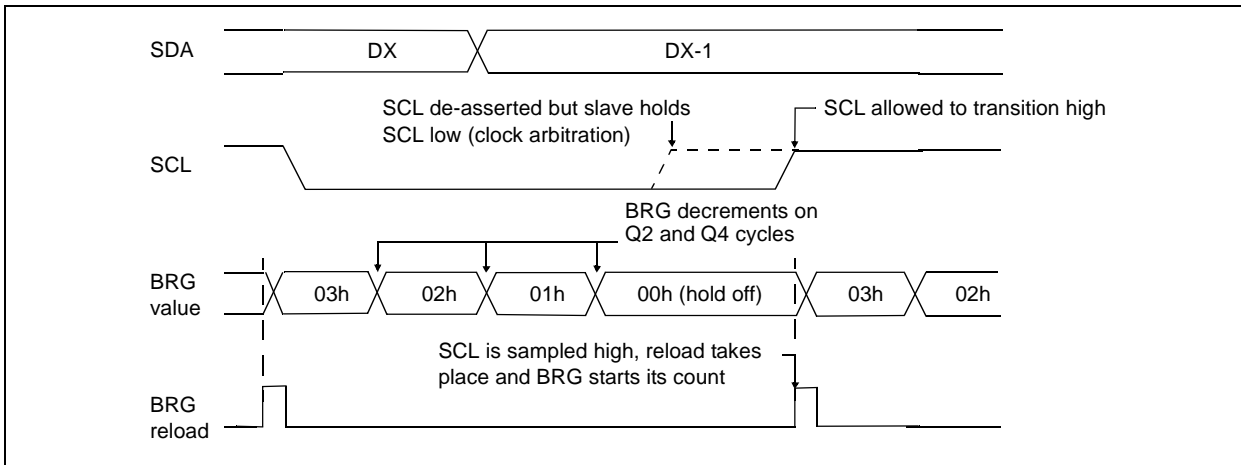 SDA
DX
DX-1
SCL de-asserted but slave holds
SCL low (clock arbitration)
SCL allowed to transition high
SCL
BRG decrements on
Q2 and Q4 cycles
BRG
value
03h
02h
01h
00h (hold off)
03h
02h
SCL is sampled high, reload takes
place and BRG starts its count
BRG
reload